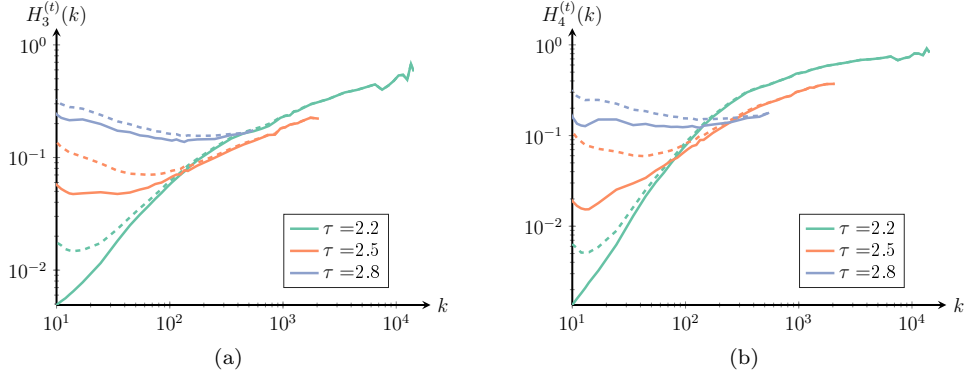 H_3^{(t)}(k)
10^0
10^{-1}
10^{-2}
10^1
10^2
10^3
10^4
k
τ =2.2
τ =2.5
τ =2.8
(a)
H_4^{(t)}(k)
10^0
10^{-1}
10^{-2}
10^1
10^2
10^3
10^4
k
τ =2.2
τ =2.5
τ =2.8
(b)